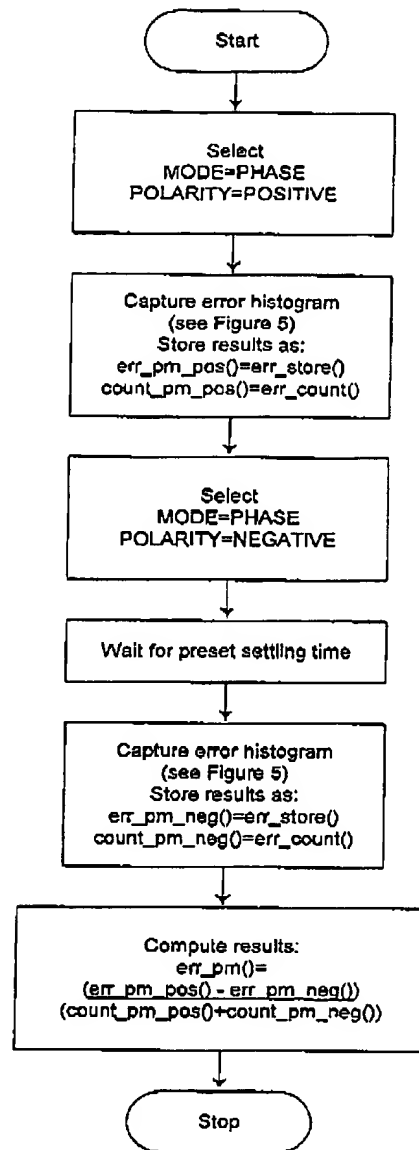 Start
Select
MODE=PHASE
POLARITY=POSITIVE
Capture error histogram
(see Figure 5)
Store results as:
err_pm_pos()=err_store()
count_pm_pos()=err_count()
Select
MODE=PHASE
POLARITY=NEGATIVE
Wait for preset settling time
Capture error histogram
(see Figure 5)
Store results as:
err_pm_neg()=err_store()
count_pm_neg()=err_count()
Compute results:
err_pm()=
(err_pm_pos() - err_pm_neg())
(count_pm_pos()+count_pm_neg())
Stop